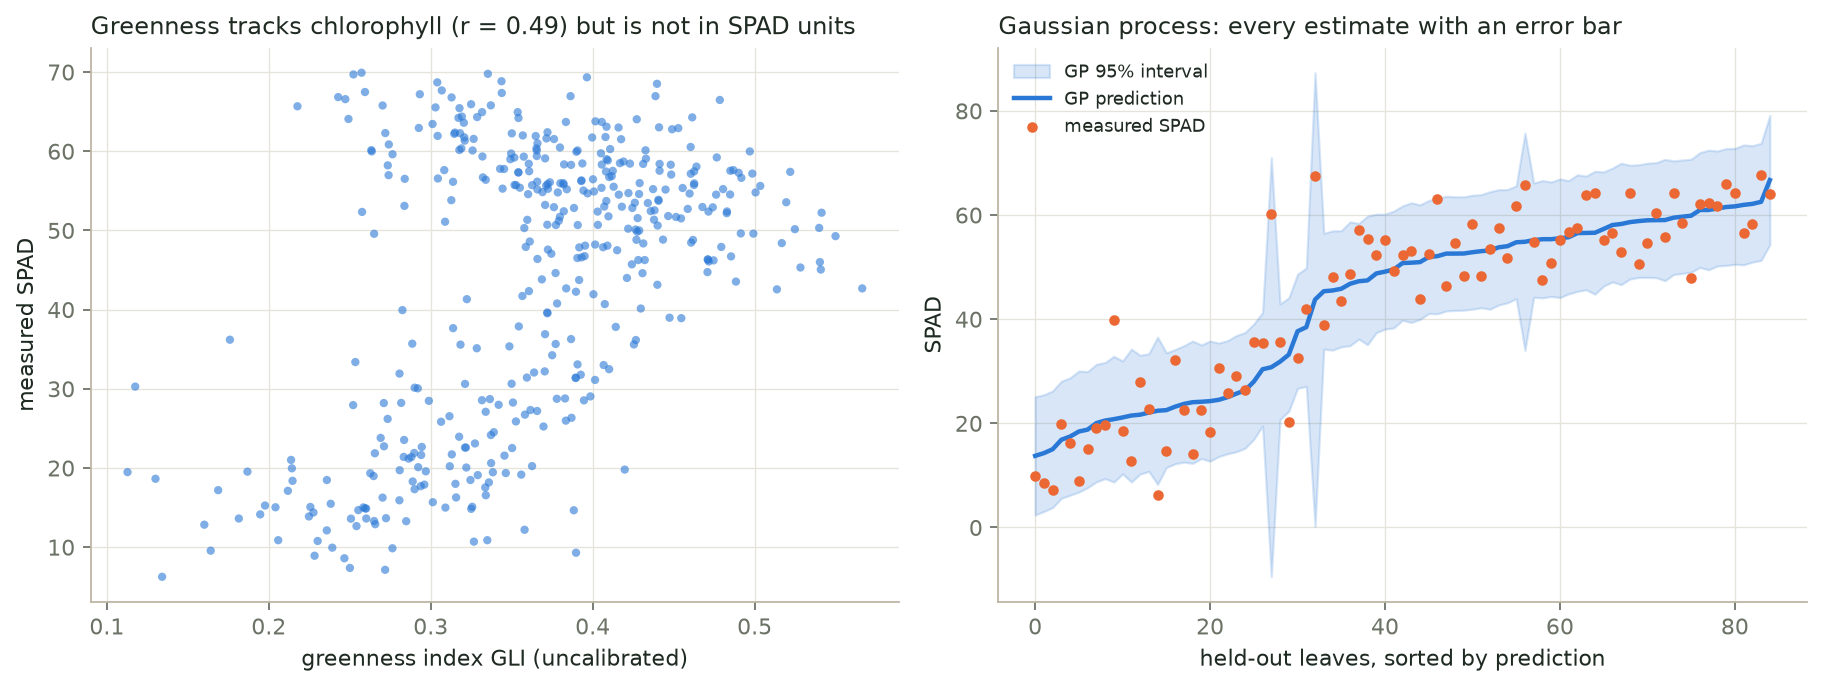 Greenness tracks chlorophyll (r = 0.49) but is not in SPAD units
70
60
50
40
30
20
10
measured SPAD
0.1 0.2 0.3 0.4 0.5
greenness index GLI (uncalibrated)
Gaussian process: every estimate with an error bar
GP 95% interval
GP prediction
measured SPAD
80
60
40
20
0
SPAD
0 20 40 60 80
held-out leaves, sorted by prediction